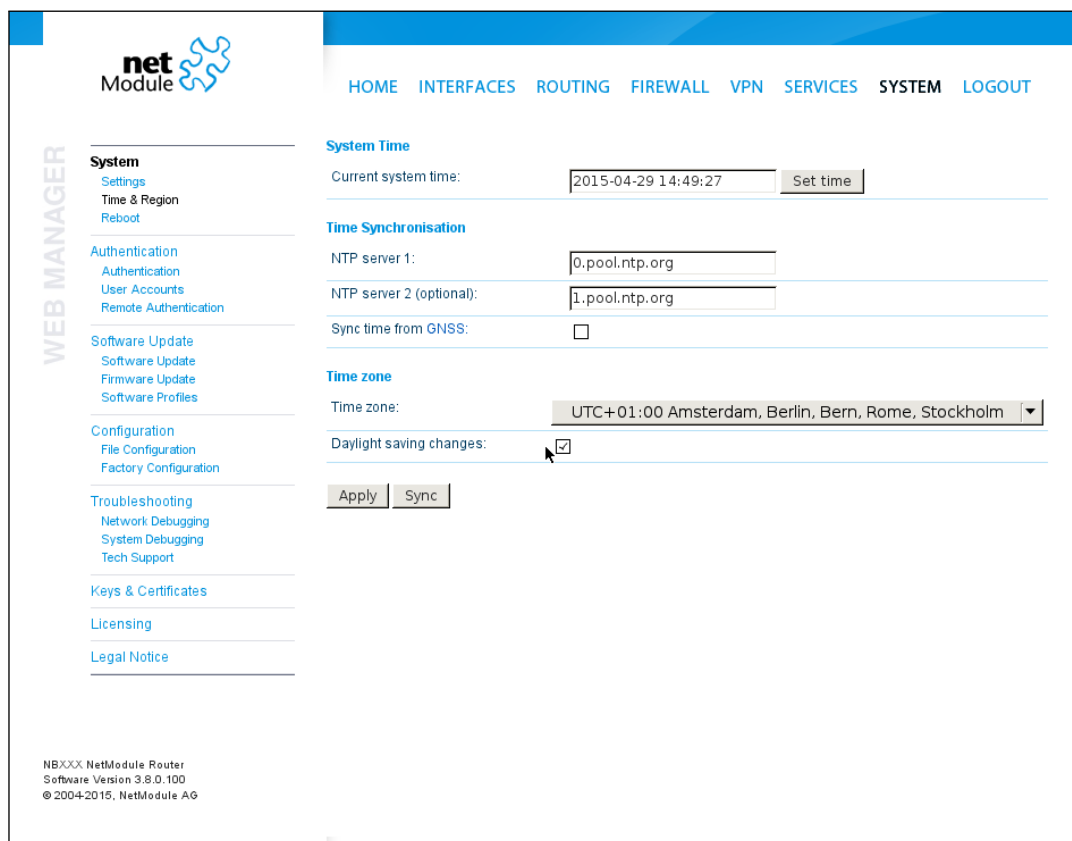 net
Module
HOME INTERFACES ROUTING FIREWALL VPN SERVICES SYSTEM LOGOUT
WEB MANAGER
System
Settings
Time & Region
Reboot
Authentication
Authentication
User Accounts
Remote Authentication
Software Update
Software Update
Firmware Update
Software Profiles
Configuration
File Configuration
Factory Configuration
Troubleshooting
Network Debugging
System Debugging
Tech Support
Keys & Certificates
Licensing
Legal Notice
System Time
Current system time: 2015-04-29 14:49:27 Set time
Time Synchronisation
NTP server 1: 0.pool.ntp.org
NTP server 2 (optional): 1.pool.ntp.org
Sync time from GNSS:
Time zone
Time zone: UTC+01:00 Amsterdam, Berlin, Bern, Rome, Stockholm
Daylight saving changes:
Apply Sync
NBXXX NetModule Router
Software Version 3.8.0.100
© 2004-2015, NetModule AG